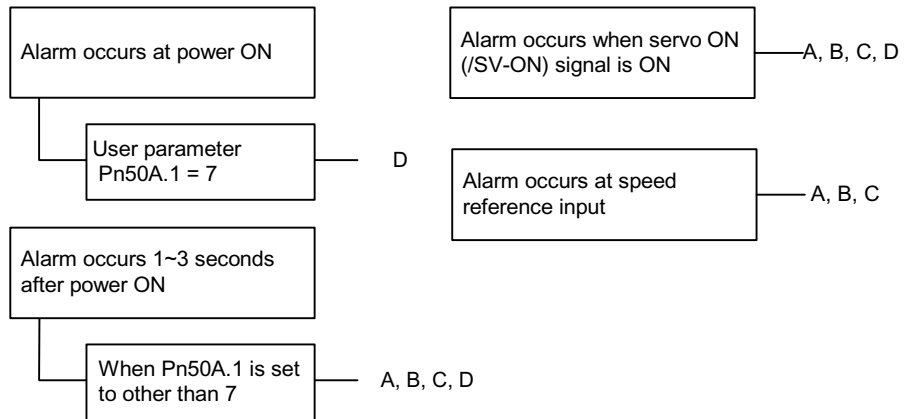 Alarm occurs at power ON
User parameter
Pn50A.1 = 7
D
Alarm occurs 1~3 seconds
after power ON
When Pn50A.1 is set
to other than 7
A, B, C, D
Alarm occurs when servo ON
(/SV-ON) signal is ON
A, B, C, D
Alarm occurs at speed
reference input
A, B, C